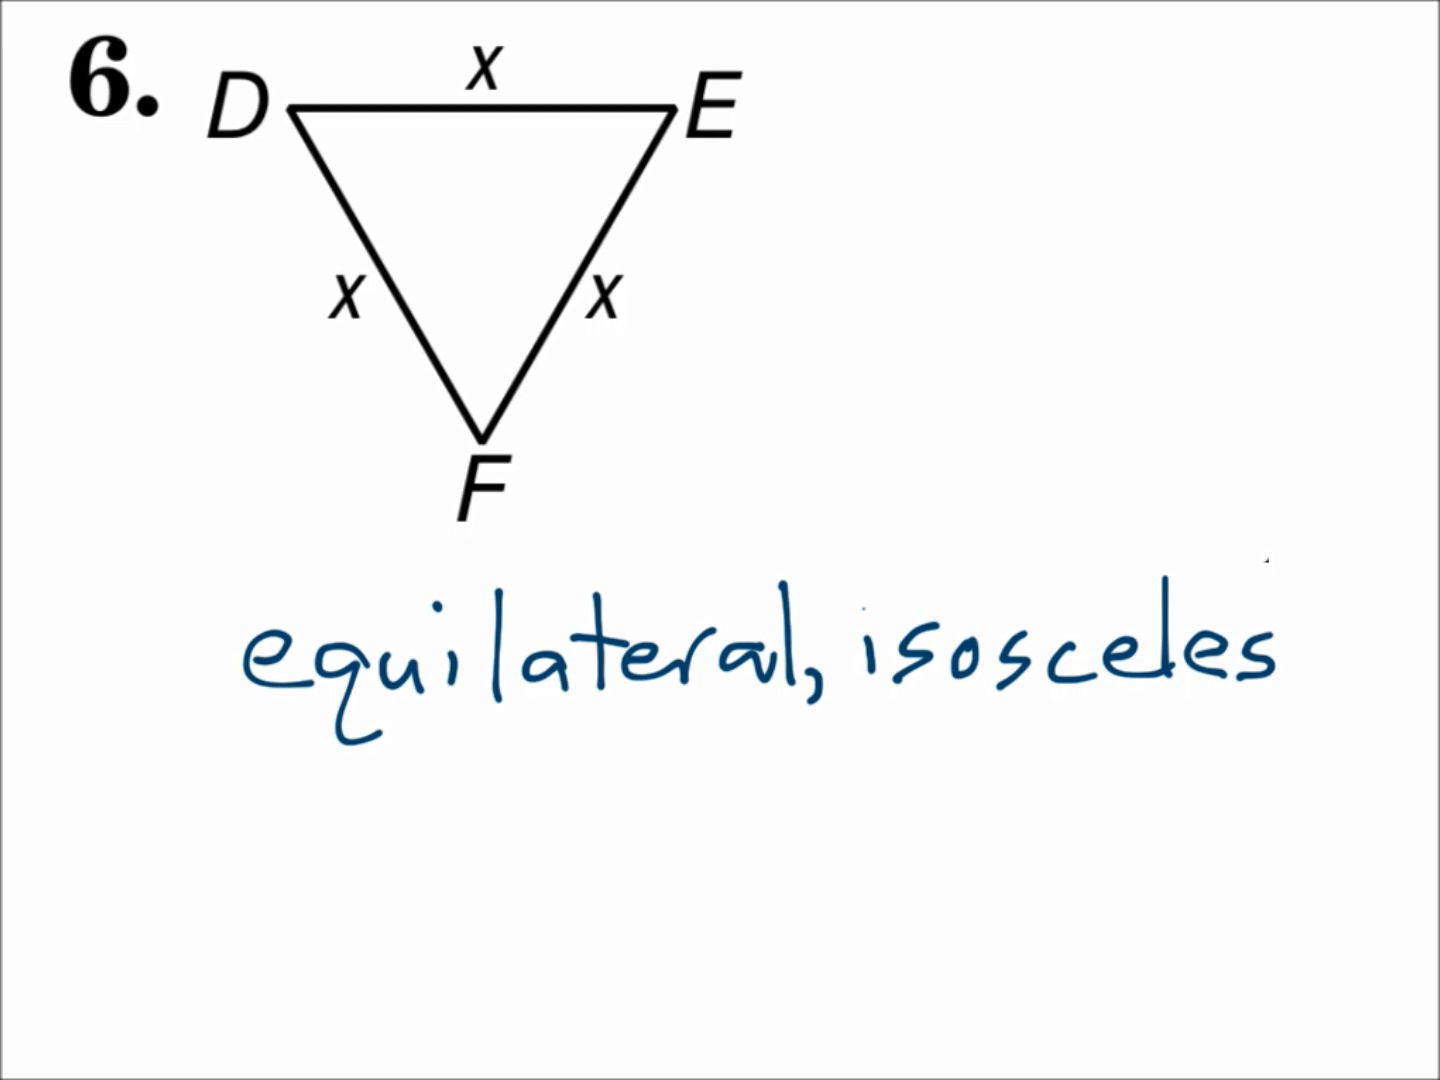 6.
D x E
x x
F
equilateral, isosceles